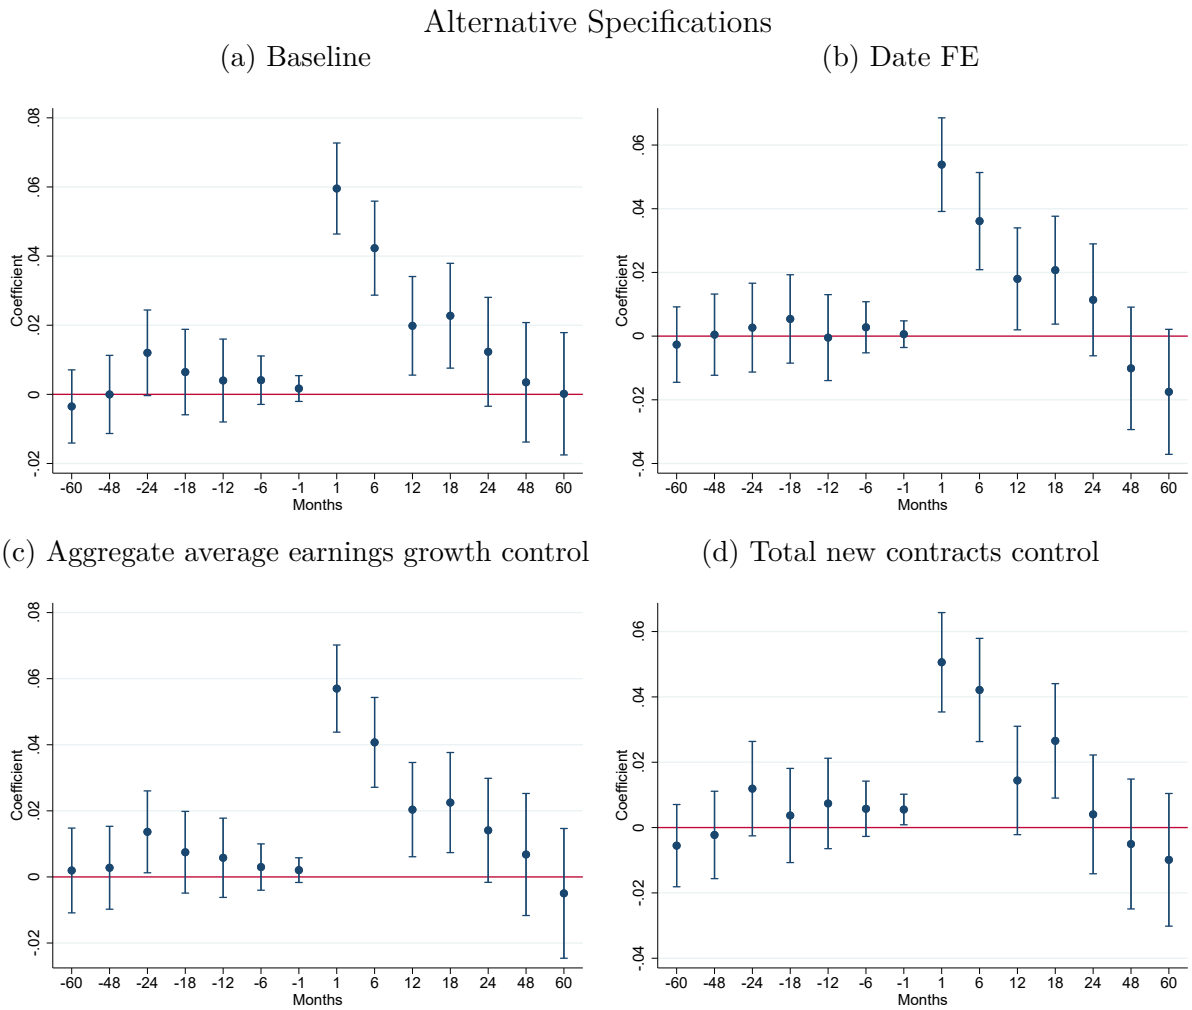 Alternative Specifications
(a) Baseline
Coefficient
.08
.06
.04
.02
0
-.02
-60 -48 -24 -18 -12 -6 -1 1 6 12 18 24 48 60
Months
(b) Date FE
Coefficient
.06
.04
.02
0
-.02
-.04
-60 -48 -24 -18 -12 -6 -1 1 6 12 18 24 48 60
Months
(c) Aggregate average earnings growth control
Coefficient
.08
.06
.04
.02
0
-.02
-60 -48 -24 -18 -12 -6 -1 1 6 12 18 24 48 60
Months
(d) Total new contracts control
Coefficient
.06
.04
.02
0
-.02
-.04
-60 -48 -24 -18 -12 -6 -1 1 6 12 18 24 48 60
Months